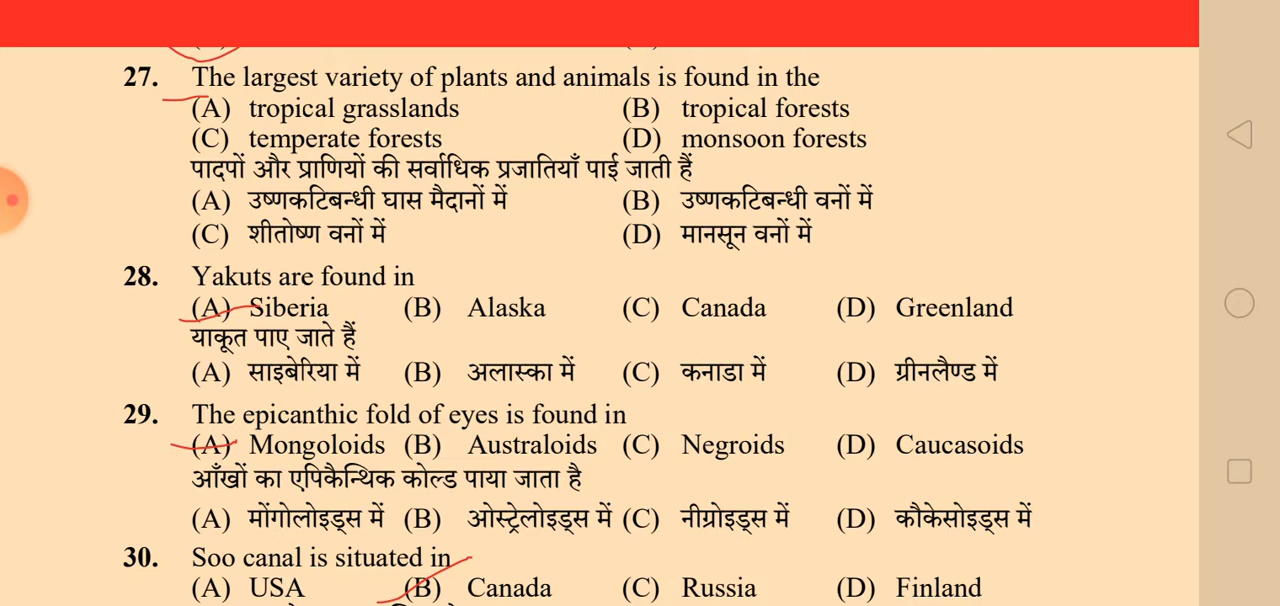 27. The largest variety of plants and animals is found in the
(A) tropical grasslands (B) tropical forests
(C) temperate forests (D) monsoon forests
पादपों और प्राणियों की सर्वाधिक प्रजातियाँ पाई जाती हैं
(A) उष्णकटिबन्धी घास मैदानों में (B) उष्णकटिबन्धी वनों में
(C) शीतोष्ण वनों में (D) मानसून वनों में
28. Yakuts are found in
(A) Siberia (B) Alaska (C) Canada (D) Greenland
याकूत पाए जाते हैं
(A) साइबेरिया में (B) अलास्का में (C) कनाडा में (D) ग्रीनलैण्ड में
29. The epicanthic fold of eyes is found in
(A) Mongoloids (B) Australoids (C) Negroids (D) Caucasoids
आँखों का एपिकैन्थिक कोल्ड पाया जाता है
(A) मोंगोलोइड्स में (B) ओस्ट्रेलोइड्स में (C) नीग्रोइड्स में (D) कौकेसोइड्स में
30. Soo canal is situated in
(A) USA (B) Canada (C) Russia (D) Finland